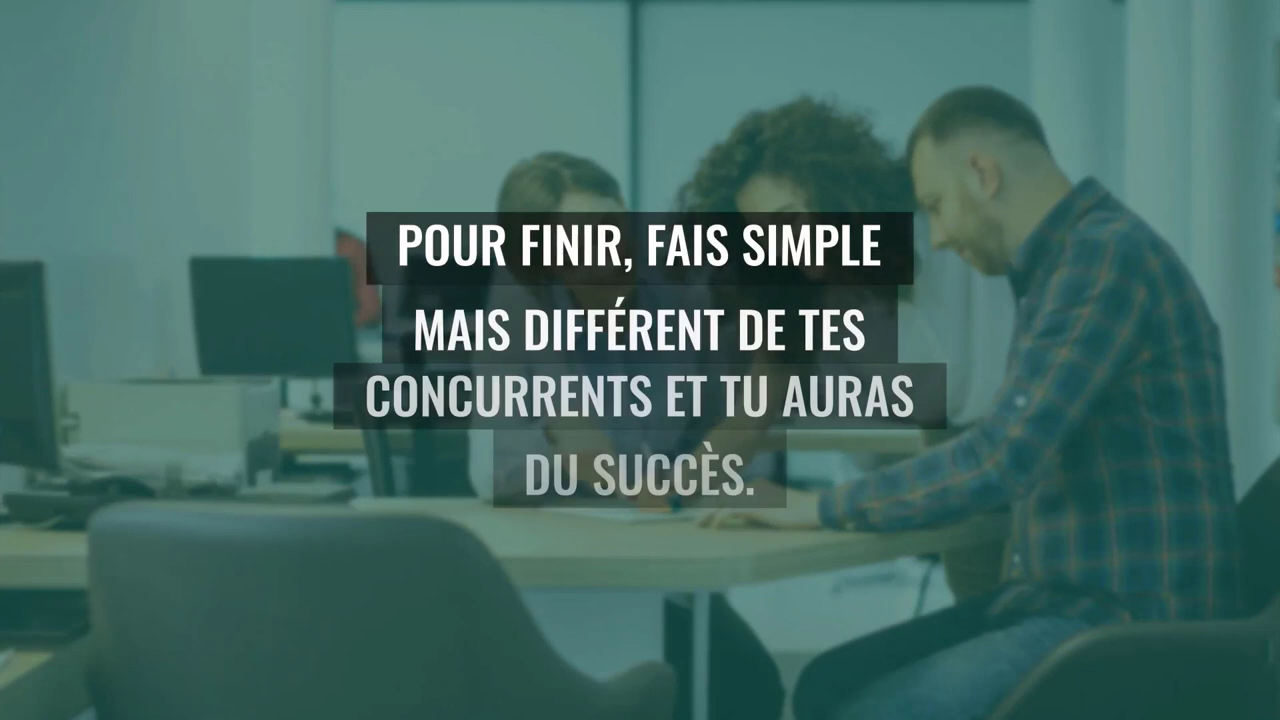 POUR FINIR, FAIS SIMPLE
MAIS DIFFÉRENT DE TES
CONCURRENTS ET TU AURAS
DU SUCCÈS.